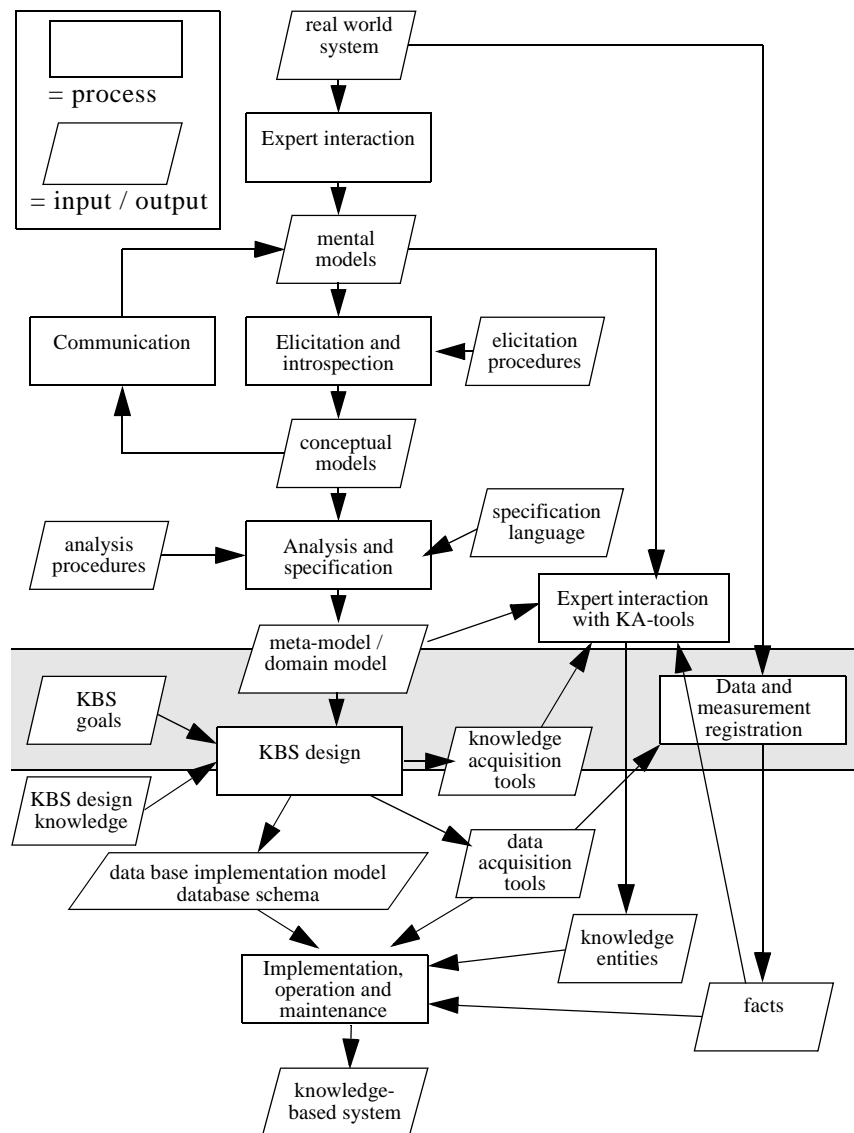 real world
system
= process
= input / output
Expert interaction
mental
models
Communication
Elicitation and
introspection
elicitation
procedures
conceptual
models
specification
language
analysis
procedures
Analysis and
specification
Expert interaction
with KA-tools
meta-model /
domain model
KBS
goals
Data and
measurement
registration
KBS design
knowledge
acquisition
tools
KBS design
knowledge
data
acquisition
tools
data base implementation model
database schema
knowledge
entities
Implementation,
operation and
maintenance
facts
knowledge-
based system